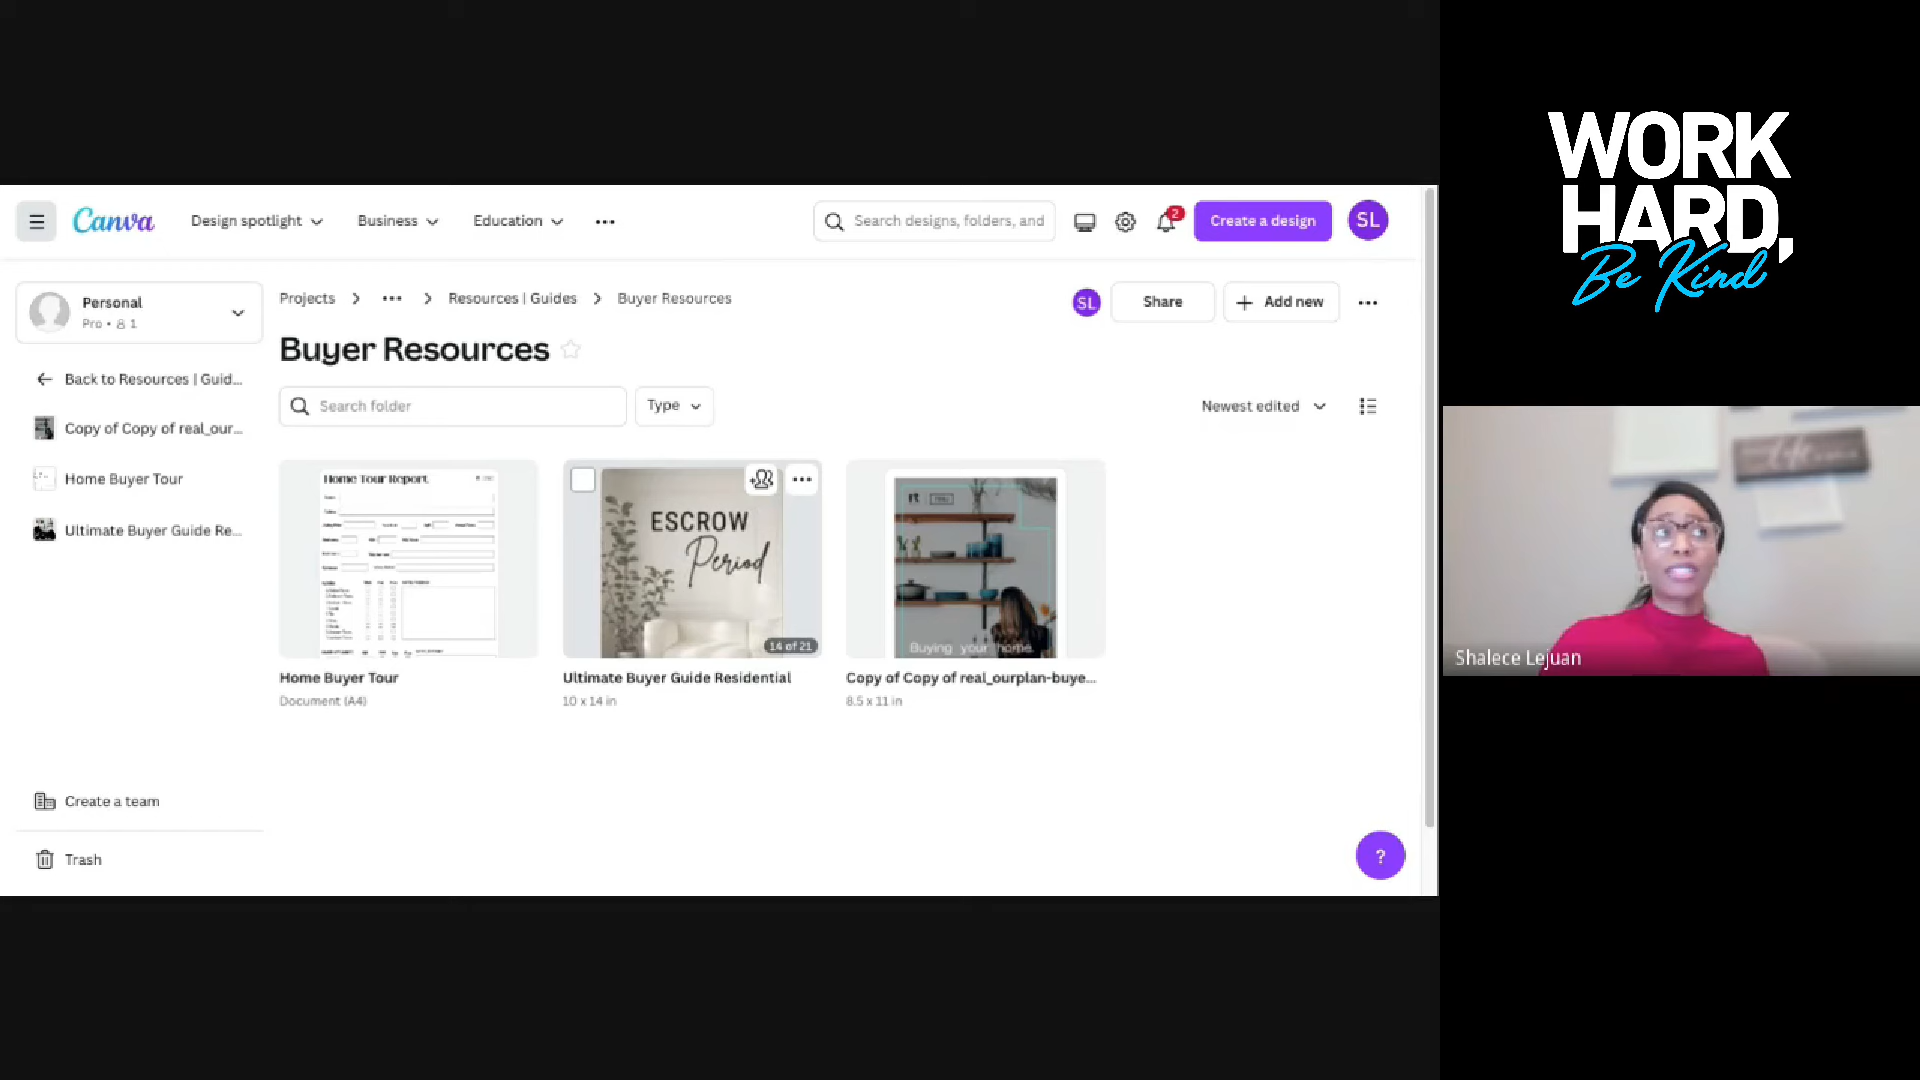 Canva
Design spotlight
Business
Education
Search designs, folders, and
2
Create a design
SL
Personal
Pro • 1
Projects
Resources | Guides
Buyer Resources
SL
Share
Add new
Buyer Resources
Back to Resources | Guid...
Search folder
Type
Newest edited
Copy of Copy of real_our...
Home Buyer Tour
Ultimate Buyer Guide Re...
Home Tour Report
ESCROW
Period
14 of 21
rt
Buying your home.
Home Buyer Tour
Document (A4)
Ultimate Buyer Guide Residential
10 x 14 in
Copy of Copy of real_ourplan-buye...
8.5 x 11 in
Create a team
Trash
?
WORK
HARD,
Be Kind
Shalece Lejuan